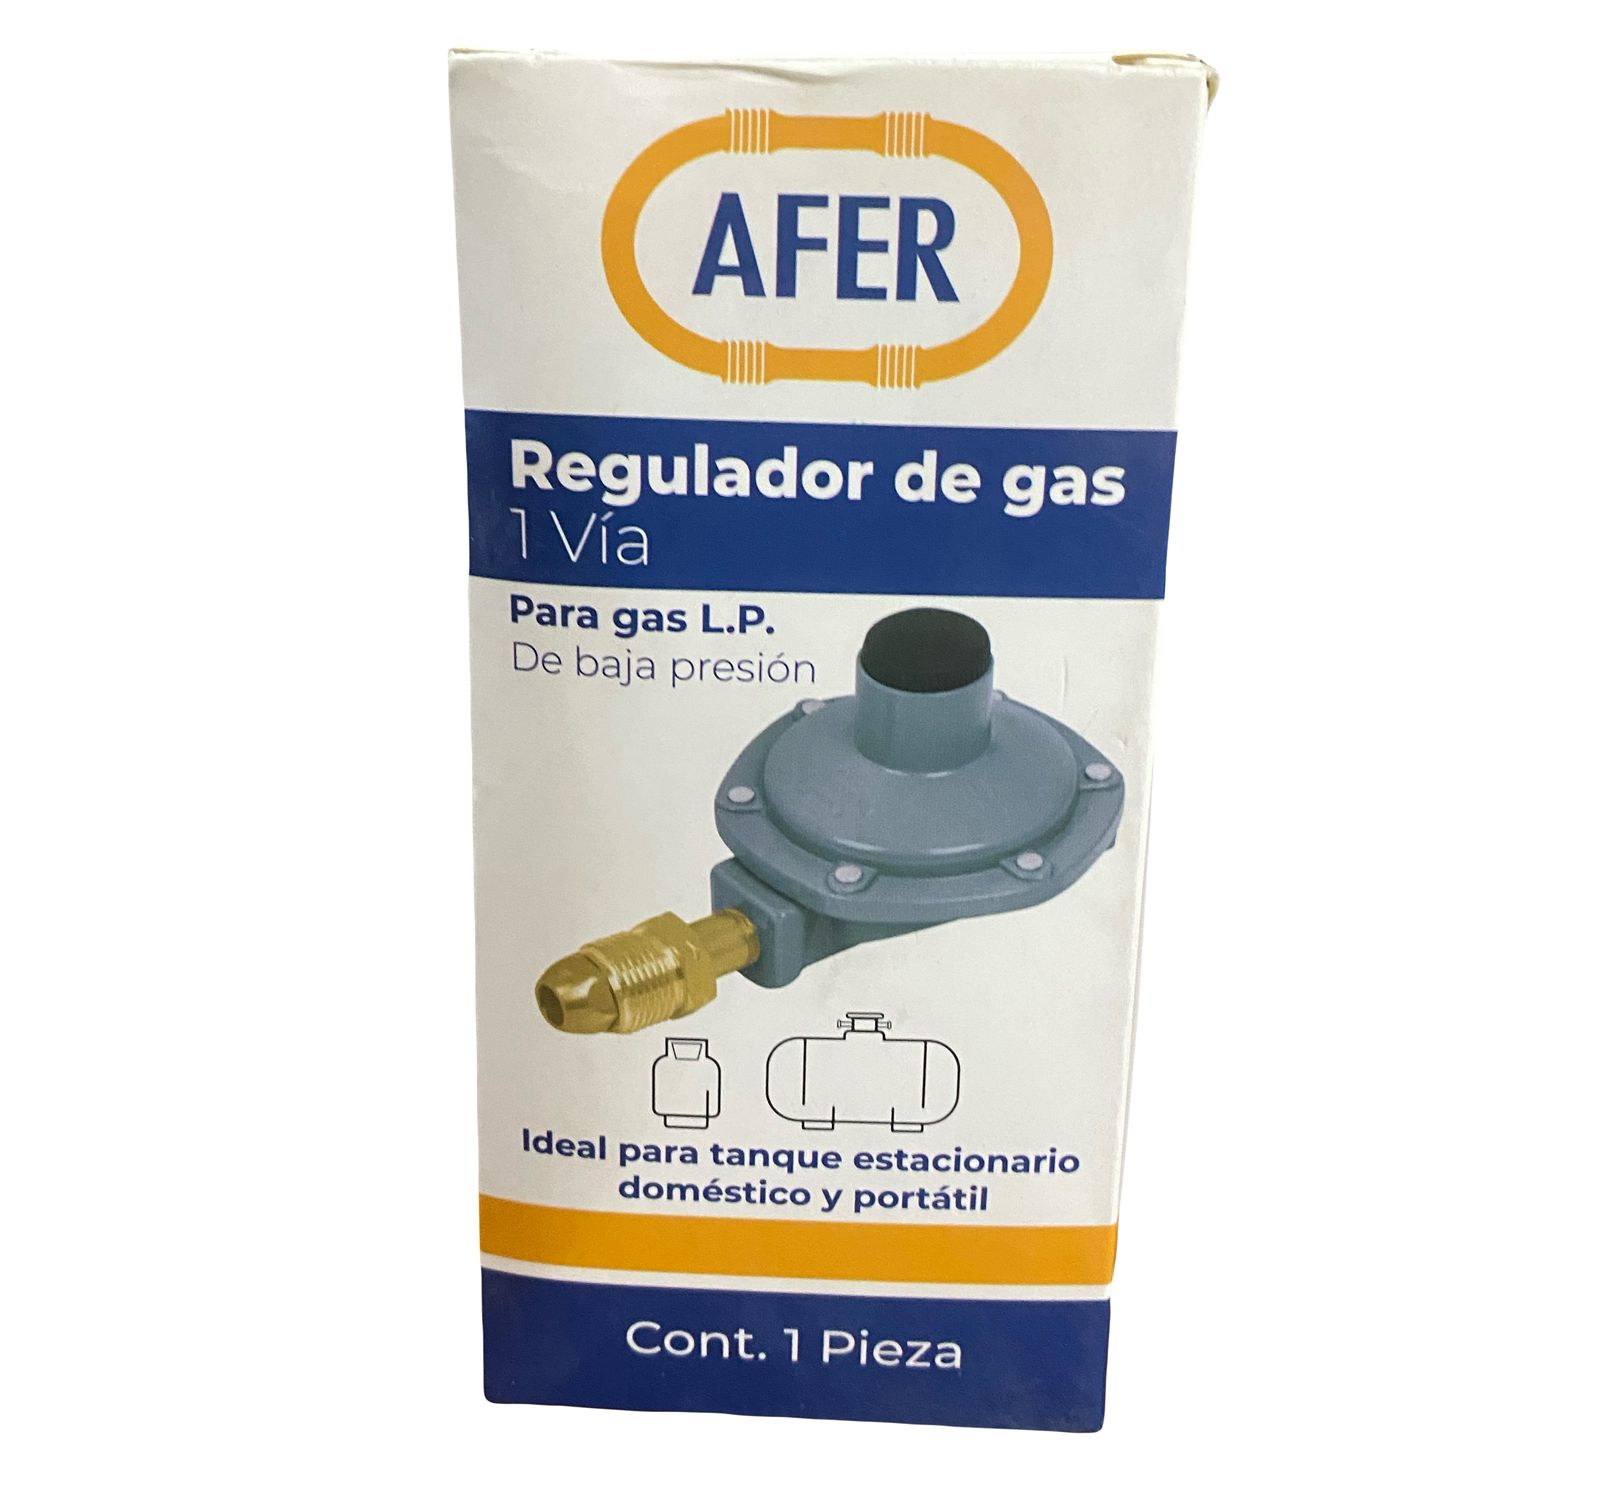 AFER
Regulador de gas
1 Vía
Para gas L.P.
De baja presión
Ideal para tanque estacionario
doméstico y portátil
Cont. 1 Pieza